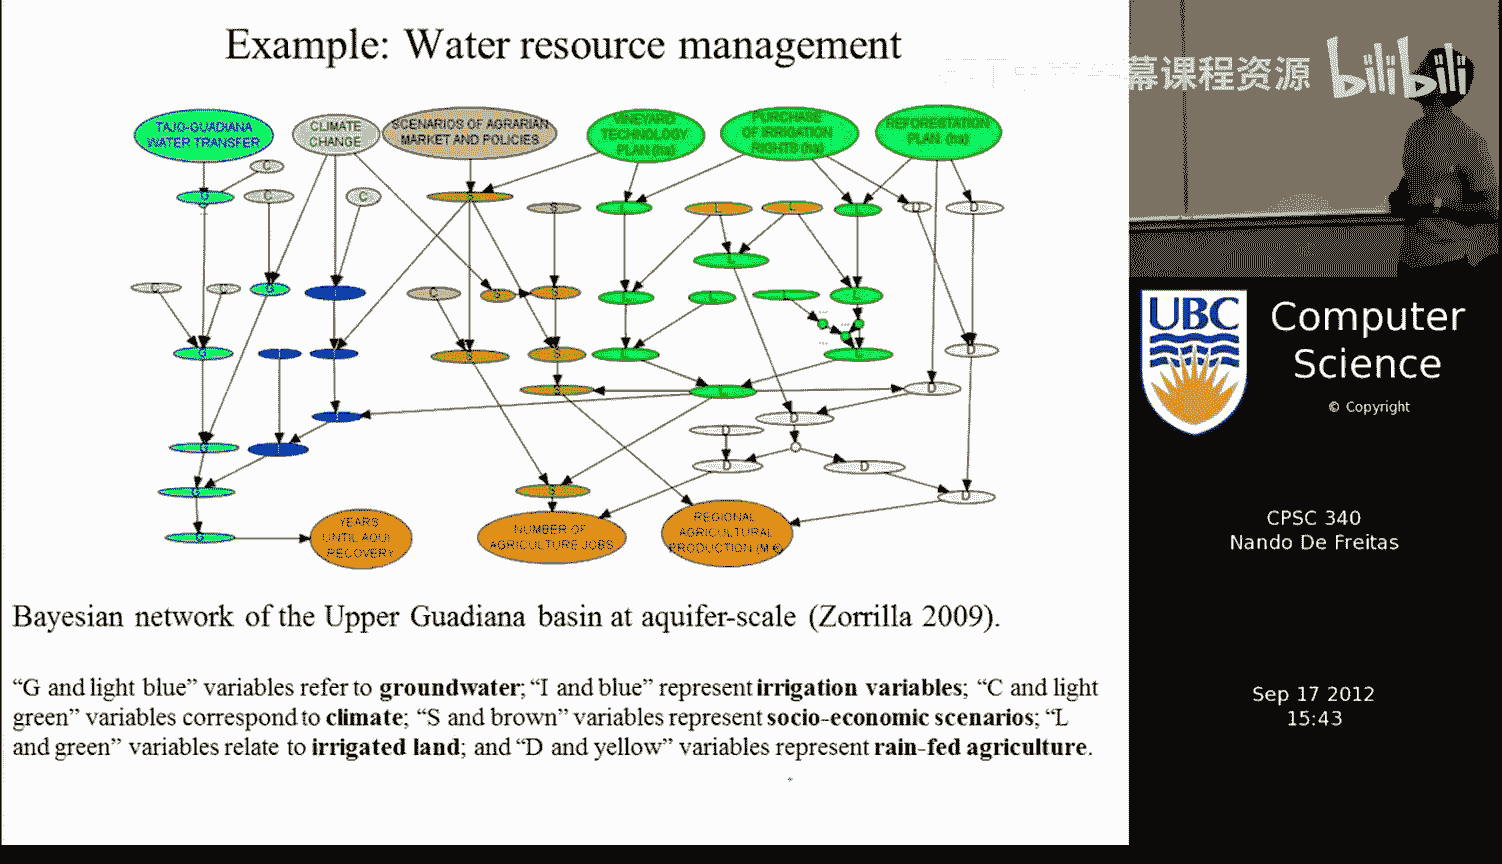 Example: Water resource management
TAJO-GUADIANA
WATER TRANSFER
CLIMATE
CHANGE
SCENARIOS OF AGRARIAN
MARKET AND POLICIES
VINEYARD
TECHNOLOGY
PLAN (ha)
PURCHASE
OF IRRIGATION
RIGHTS (ha)
REFORESTATION
PLAN (ha)
C
G
C
C
S
S
L
L
L
L
D
D
L
C
C
G
C
S
S
L
L
L
L
G
S
S
L
L
D
S
L
D
D
D
G
D
D
G
S
D
G
YEARS
UNTIL AQUI.
RECOVERY
NUMBER OF
AGRICULTURE JOBS
REGIONAL
AGRICULTURAL
PRODUCTION (M €)
Bayesian network of the Upper Guadiana basin at aquifer-scale (Zorrilla 2009).
“G and light blue” variables refer to groundwater; “I and blue” represent irrigation variables; “C and light
green” variables correspond to climate; “S and brown” variables represent socio-economic scenarios; “L
and green” variables relate to irrigated land; and “D and yellow” variables represent rain-fed agriculture.
幕课程资源 bilibili
UBC
Computer
Science
© Copyright
CPSC 340
Nando De Freitas
Sep 17 2012
15:43